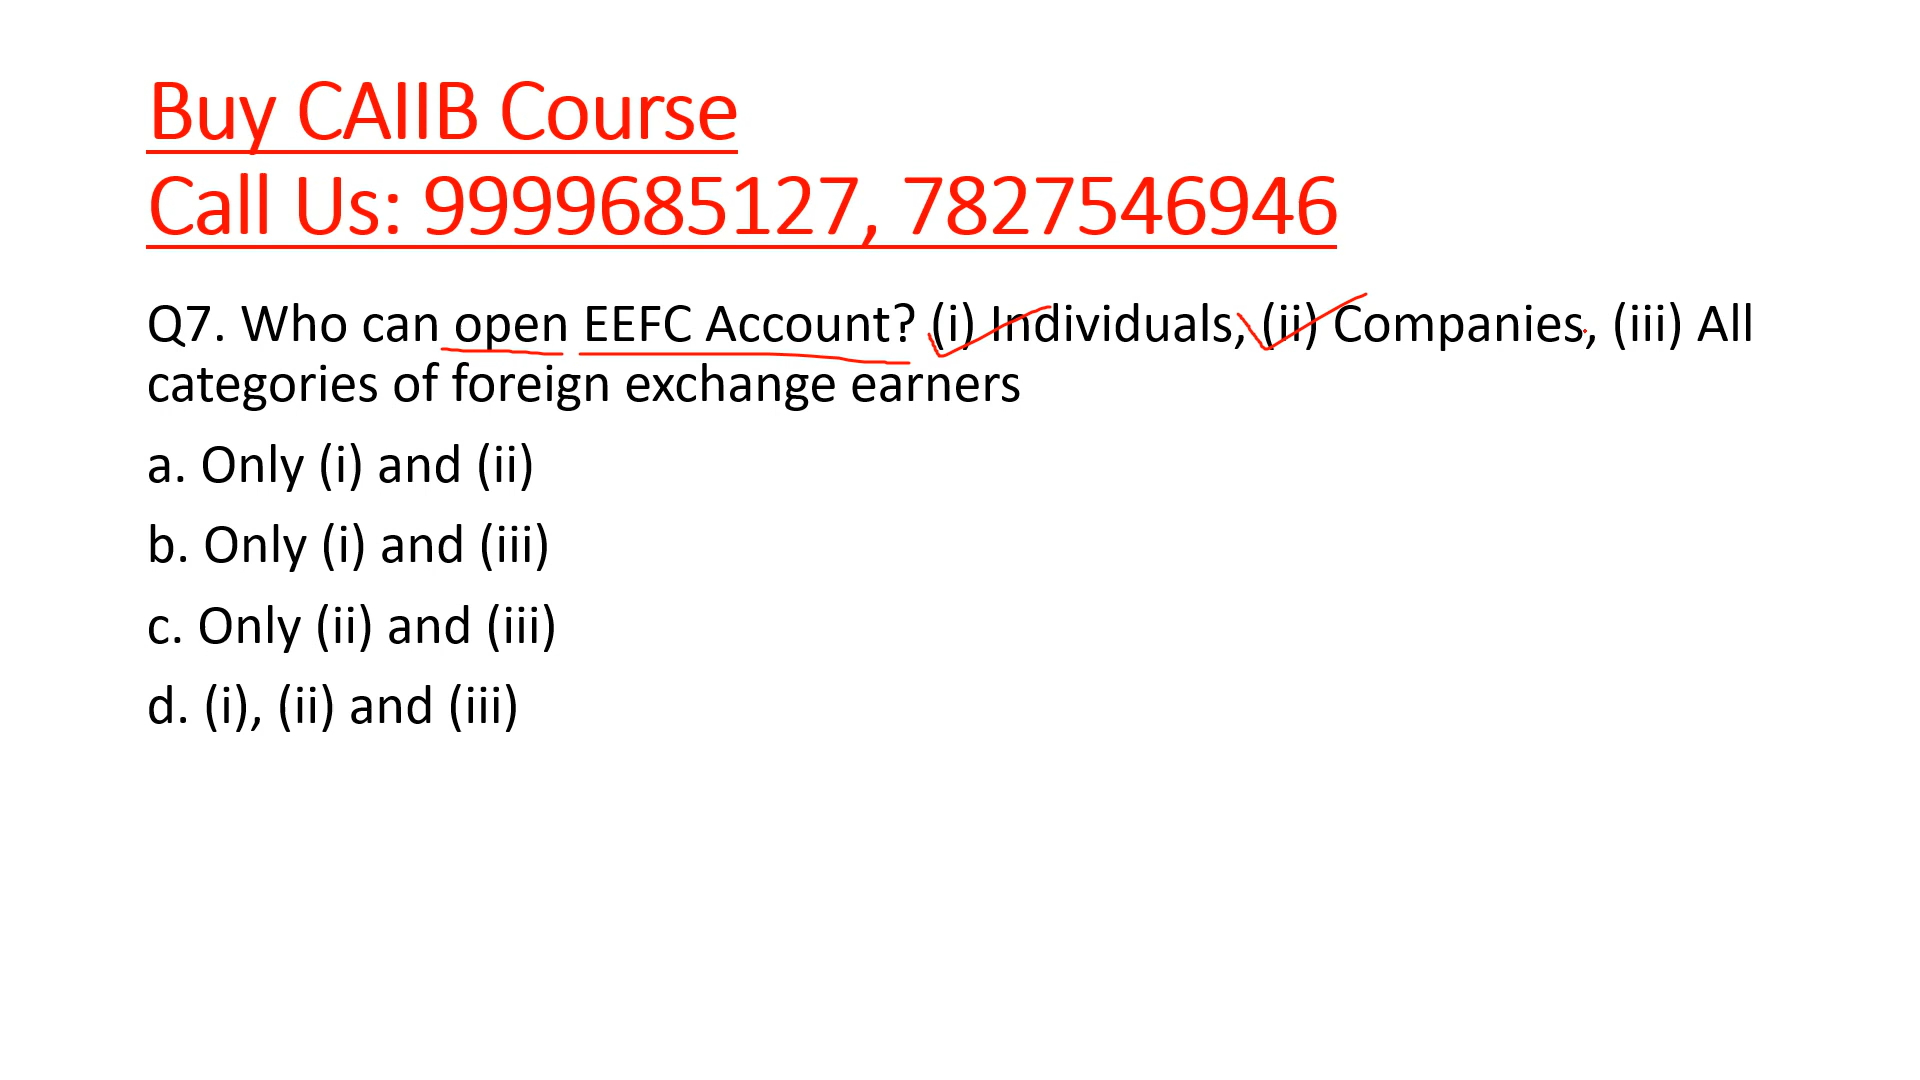 Buy CAIIB Course
Call Us: 9999685127, 7827546946
Q7. Who can open EEFC Account? (i) Individuals, (ii) Companies, (iii) All
categories of foreign exchange earners
a. Only (i) and (ii)
b. Only (i) and (iii)
c. Only (ii) and (iii)
d. (i), (ii) and (iii)